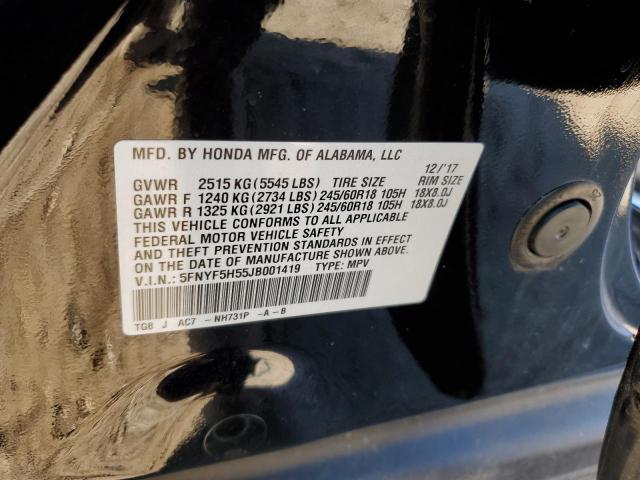 MFD. BY HONDA MFG. OF ALABAMA, LLC
12/'17
GVWR 2515 KG (5545 LBS) TIRE SIZE RIM SIZE
GAWR F 1240 KG (2734 LBS) 245/60R18 105H 18X8.0J
GAWR R 1325 KG (2921 LBS) 245/60R18 105H 18X8.0J
THIS VEHICLE CONFORMS TO ALL APPLICABLE
FEDERAL MOTOR VEHICLE SAFETY
AND THEFT PREVENTION STANDARDS IN EFFECT
ON THE DATE OF MANUFACTURE SHOWN ABOVE.
V.I.N.: 5FNYF5H55JB001419 TYPE: MPV
TG8 J AC7 - NH731P -A-B